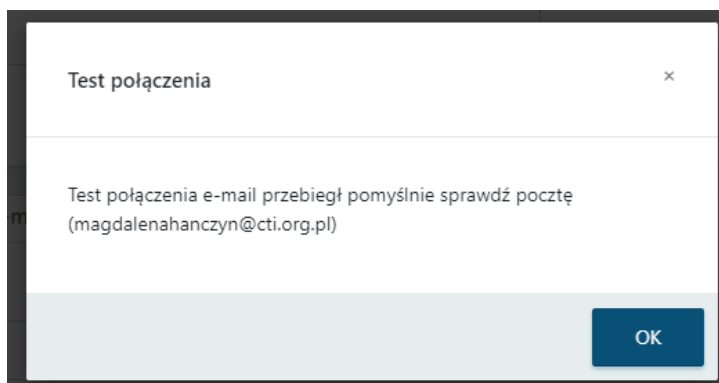 Test połączenia
×
Test połączenia e-mail przebiegł pomyślnie sprawdź pocztę
(magdalenahanczyn@cti.org.pl)
OK